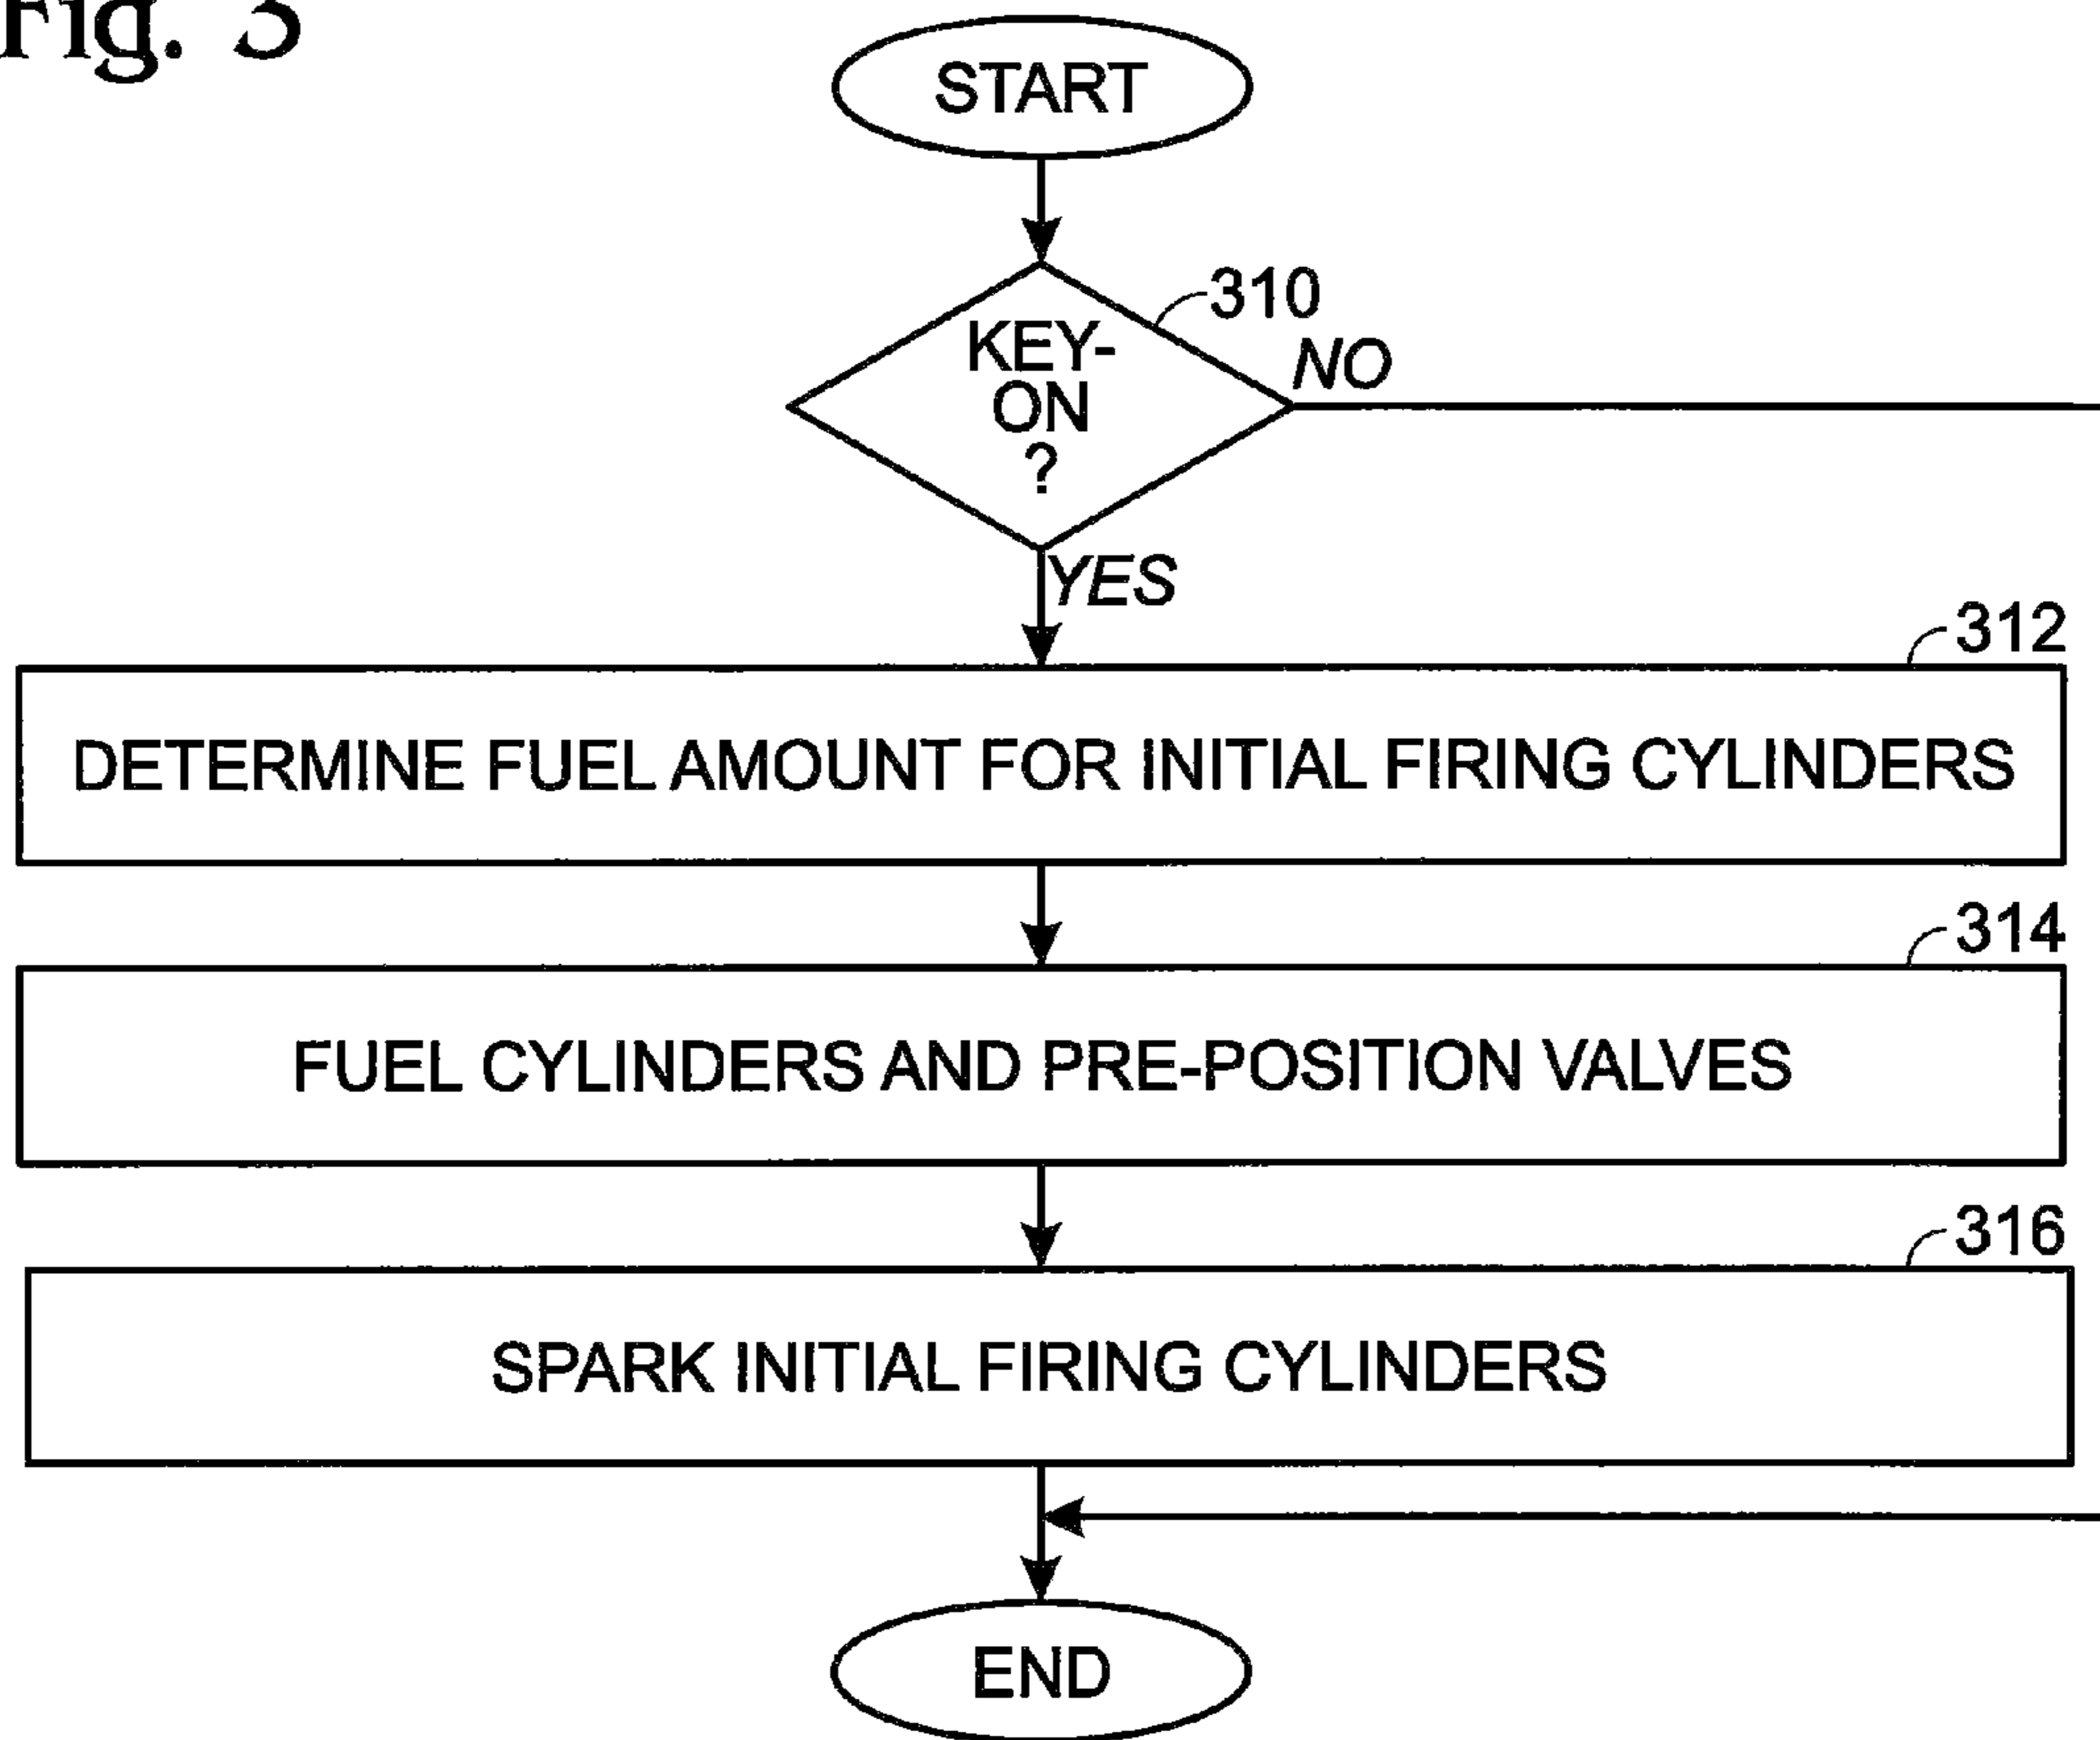 Fig. 3
START
310
KEY-
ON
?
NO
YES
312
DETERMINE FUEL AMOUNT FOR INITIAL FIRING CYLINDERS
314
FUEL CYLINDERS AND PRE-POSITION VALVES
316
SPARK INITIAL FIRING CYLINDERS
END